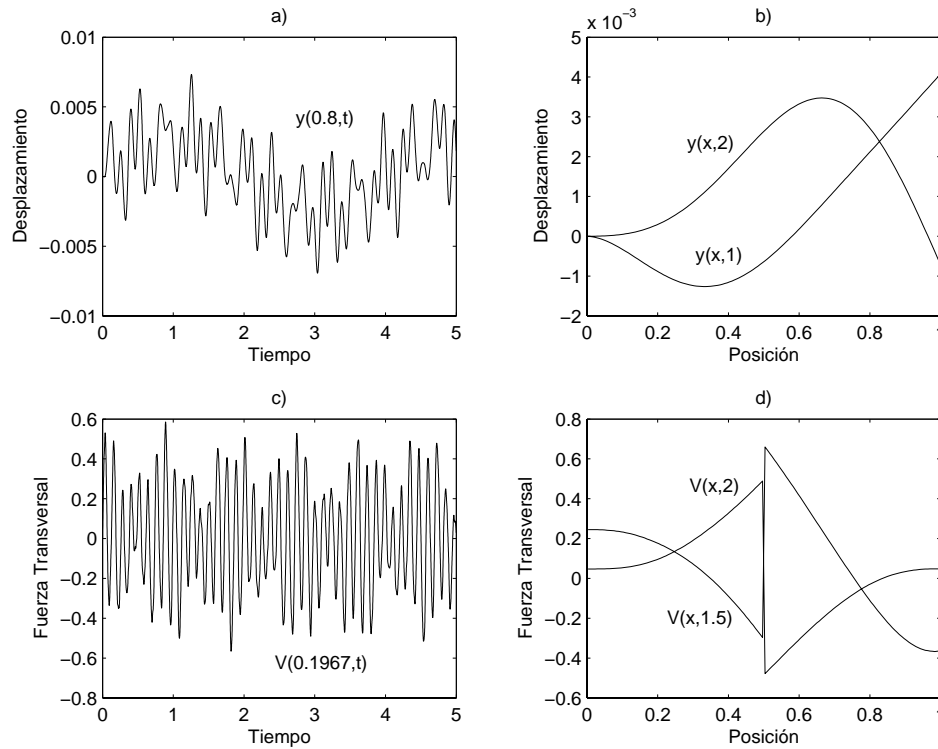 a)
0.01
0.005
0
−0.005
−0.01
Desplazamiento
y(0.8,t)
0 1 2 3 4 5
Tiempo
b)
x 10⁻³
5
4
3
2
1
0
−1
−2
Desplazamiento
y(x,2)
y(x,1)
0 0.2 0.4 0.6 0.8 1
Posición
c)
0.6
0.4
0.2
0
−0.2
−0.4
−0.6
−0.8
Fuerza Transversal
V(0.1967,t)
0 1 2 3 4 5
Tiempo
d)
0.8
0.6
0.4
0.2
0
−0.2
−0.4
−0.6
Fuerza Transversal
V(x,2)
V(x,1.5)
0 0.2 0.4 0.6 0.8 1
Posición